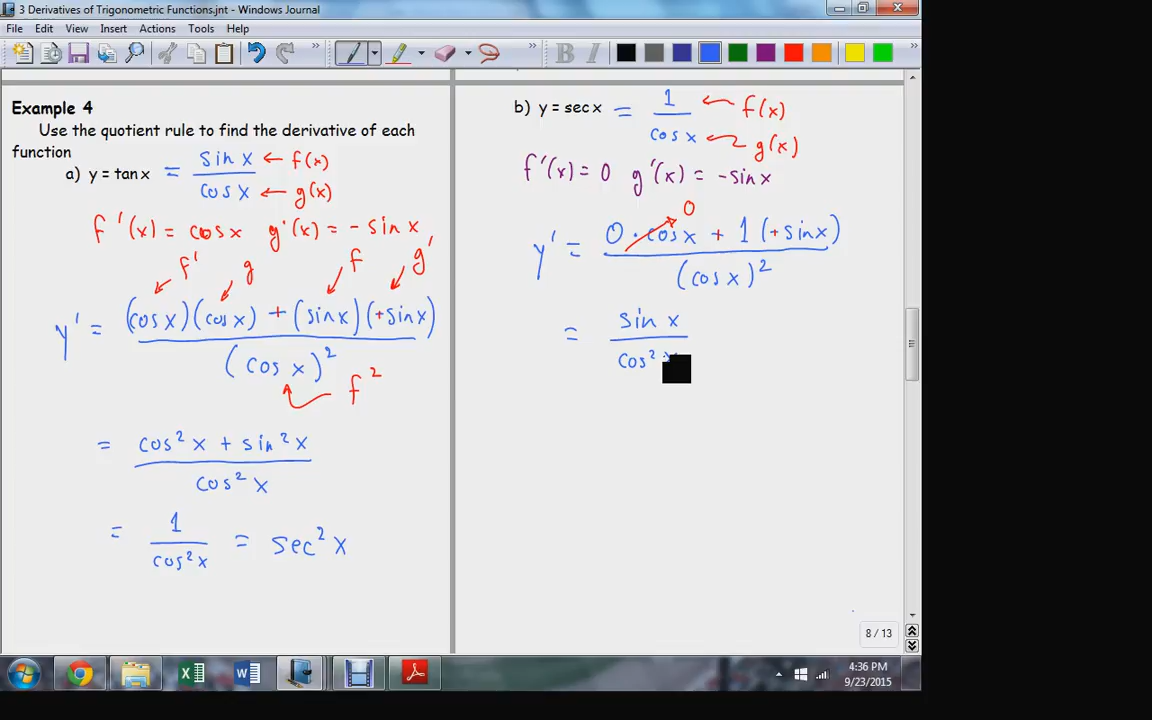 3 Derivatives of Trigonometric Functions.jnt - Windows Journal
File Edit View Insert Actions Tools Help
Example 4
Use the quotient rule to find the derivative of each
function
a) y = tan x = sin x / cos x ← f(x) ← g(x)
f'(x) = cos x g'(x) = - sin x
f' g f g'
y' = (cos x)(cos x) + (sin x)(+sin x) / (cos x)²
f²
= cos² x + sin² x / cos² x
= 1 / cos² x = sec² x
b) y = sec x = 1 / cos x ← f(x) ← g(x)
f'(x) = 0 g'(x) = -sin x
0
y' = 0 · cos x + 1 (+sin x) / (cos x)²
= sin x / cos² x
8 / 13
4:36 PM
9/23/2015